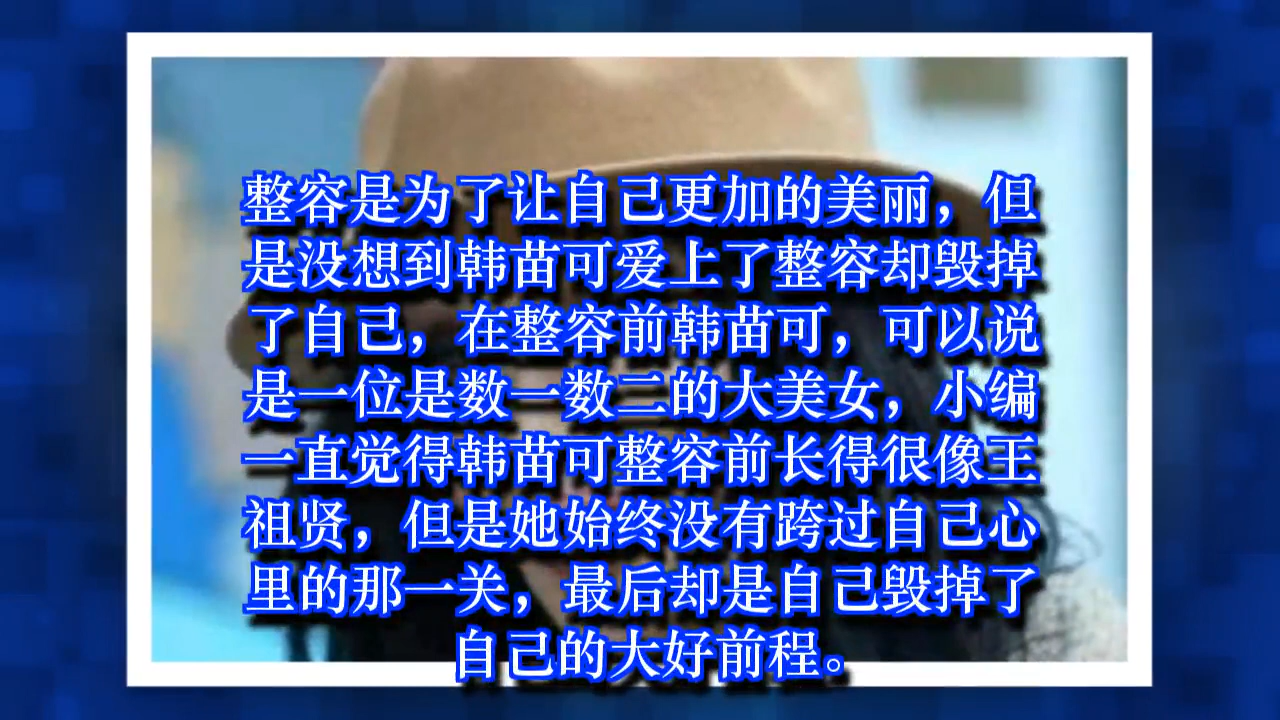 整容是为了让自己更加的美丽，但
是没想到韩苗可爱上了整容却毁掉
了自己，在整容前韩苗可，可以说
是一位是数一数二的大美女，小编
一直觉得韩苗可整容前长得很像王
祖贤，但是她始终没有跨过自己心
里的那一关，最后却是自己毁掉了
自己的大好前程。